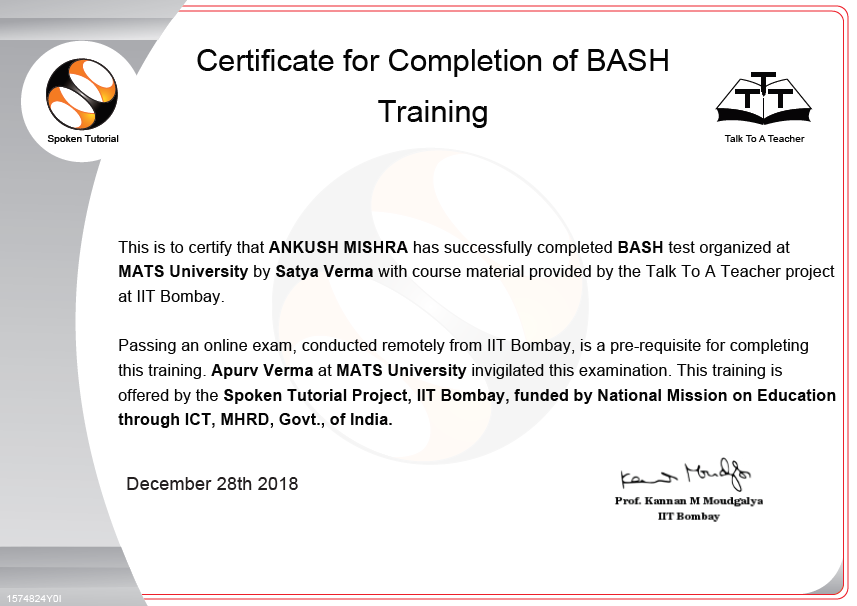 Certificate for Completion of BASH
Training
Spoken Tutorial
TTT
Talk To A Teacher
This is to certify that ANKUSH MISHRA has successfully completed BASH test organized at
MATS University by Satya Verma with course material provided by the Talk To A Teacher project
at IIT Bombay.
Passing an online exam, conducted remotely from IIT Bombay, is a pre-requisite for completing
this training. Apurv Verma at MATS University invigilated this examination. This training is
offered by the Spoken Tutorial Project, IIT Bombay, funded by National Mission on Education
through ICT, MHRD, Govt., of India.
December 28th 2018
Prof. Kannan M Moudgalya
IIT Bombay
1574824Y0I